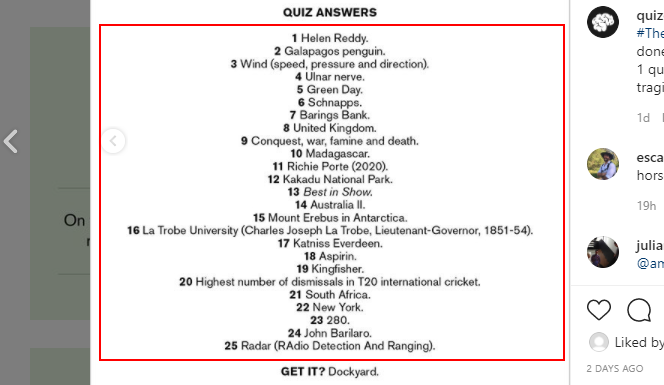 QUIZ ANSWERS
1 Helen Reddy.
2 Galapagos penguin.
3 Wind (speed, pressure and direction).
4 Ulnar nerve.
5 Green Day.
6 Schnapps.
7 Barings Bank.
8 United Kingdom.
9 Conquest, war, famine and death.
10 Madagascar.
11 Richie Porte (2020).
12 Kakadu National Park.
13 Best in Show.
14 Australia II.
15 Mount Erebus in Antarctica.
16 La Trobe University (Charles Joseph La Trobe, Lieutenant-Governor, 1851-54).
17 Katniss Everdeen.
18 Aspirin.
19 Kingfisher.
20 Highest number of dismissals in T20 international cricket.
21 South Africa.
22 New York.
23 280.
24 John Barilaro.
25 Radar (RAdio Detection And Ranging).
GET IT? Dockyard.
On
quiz
#The
done
1 qu
tragi
1d
esca
hors
19h
julia
@am
Liked by
2 DAYS AGO